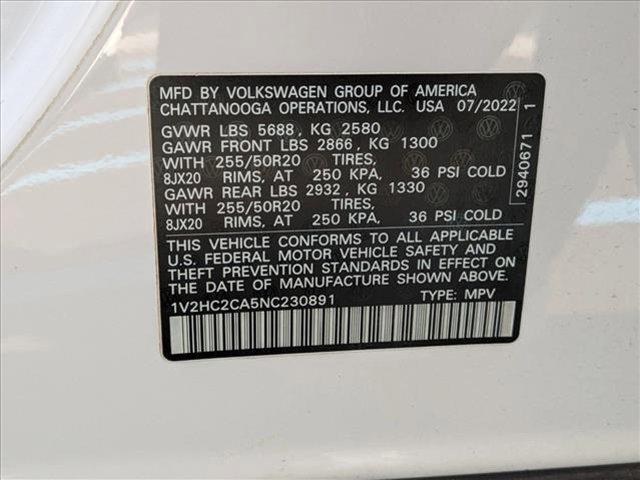 MFD BY VOLKSWAGEN GROUP OF AMERICA
CHATTANOOGA OPERATIONS, LLC. USA 07/2022
GVWR LBS 5688, KG 2580
GAWR FRONT LBS 2866, KG 1300
WITH 255/50R20 TIRES,
8JX20 RIMS, AT 250 KPA, 36 PSI COLD
GAWR REAR LBS 2932, KG 1330
WITH 255/50R20 TIRES,
8JX20 RIMS, AT 250 KPA, 36 PSI COLD
THIS VEHICLE CONFORMS TO ALL APPLICABLE
U.S. FEDERAL MOTOR VEHICLE SAFETY AND
THEFT PREVENTION STANDARDS IN EFFECT ON
THE DATE OF MANUFACTURE SHOWN ABOVE.
1V2HC2CA5NC230891 TYPE: MPV
2940671 1